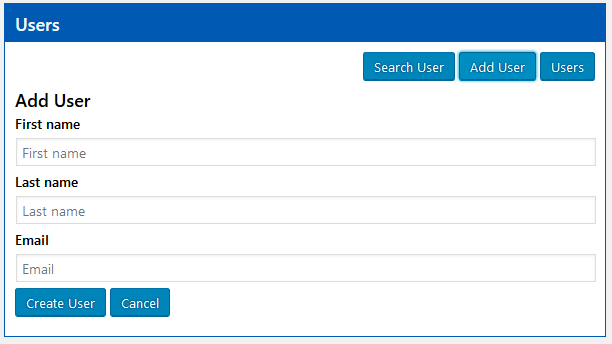 Users
Search User Add User Users
Add User
First name
First name
Last name
Last name
Email
Email
Create User Cancel